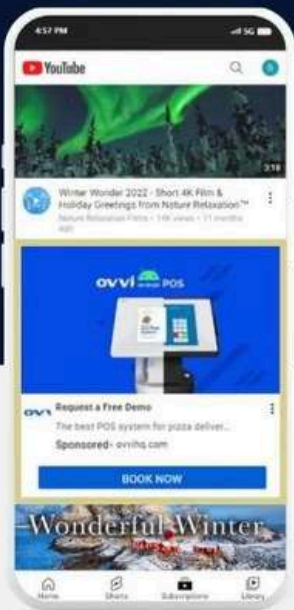 4:57 PM
5G
YouTube
3:18
Winter Wonder 2022 - Short 4K Film &
Holiday Greetings from Nature Relaxation™
Nature Relaxation Films • 14K views • 11 months
ago
ovvi android POS
ovvi
Request a Free Demo
The best POS system for pizza deliver...
Sponsored • ovvihq.com
BOOK NOW
Wonderful Winter
Home
Shorts
Subscriptions
Library